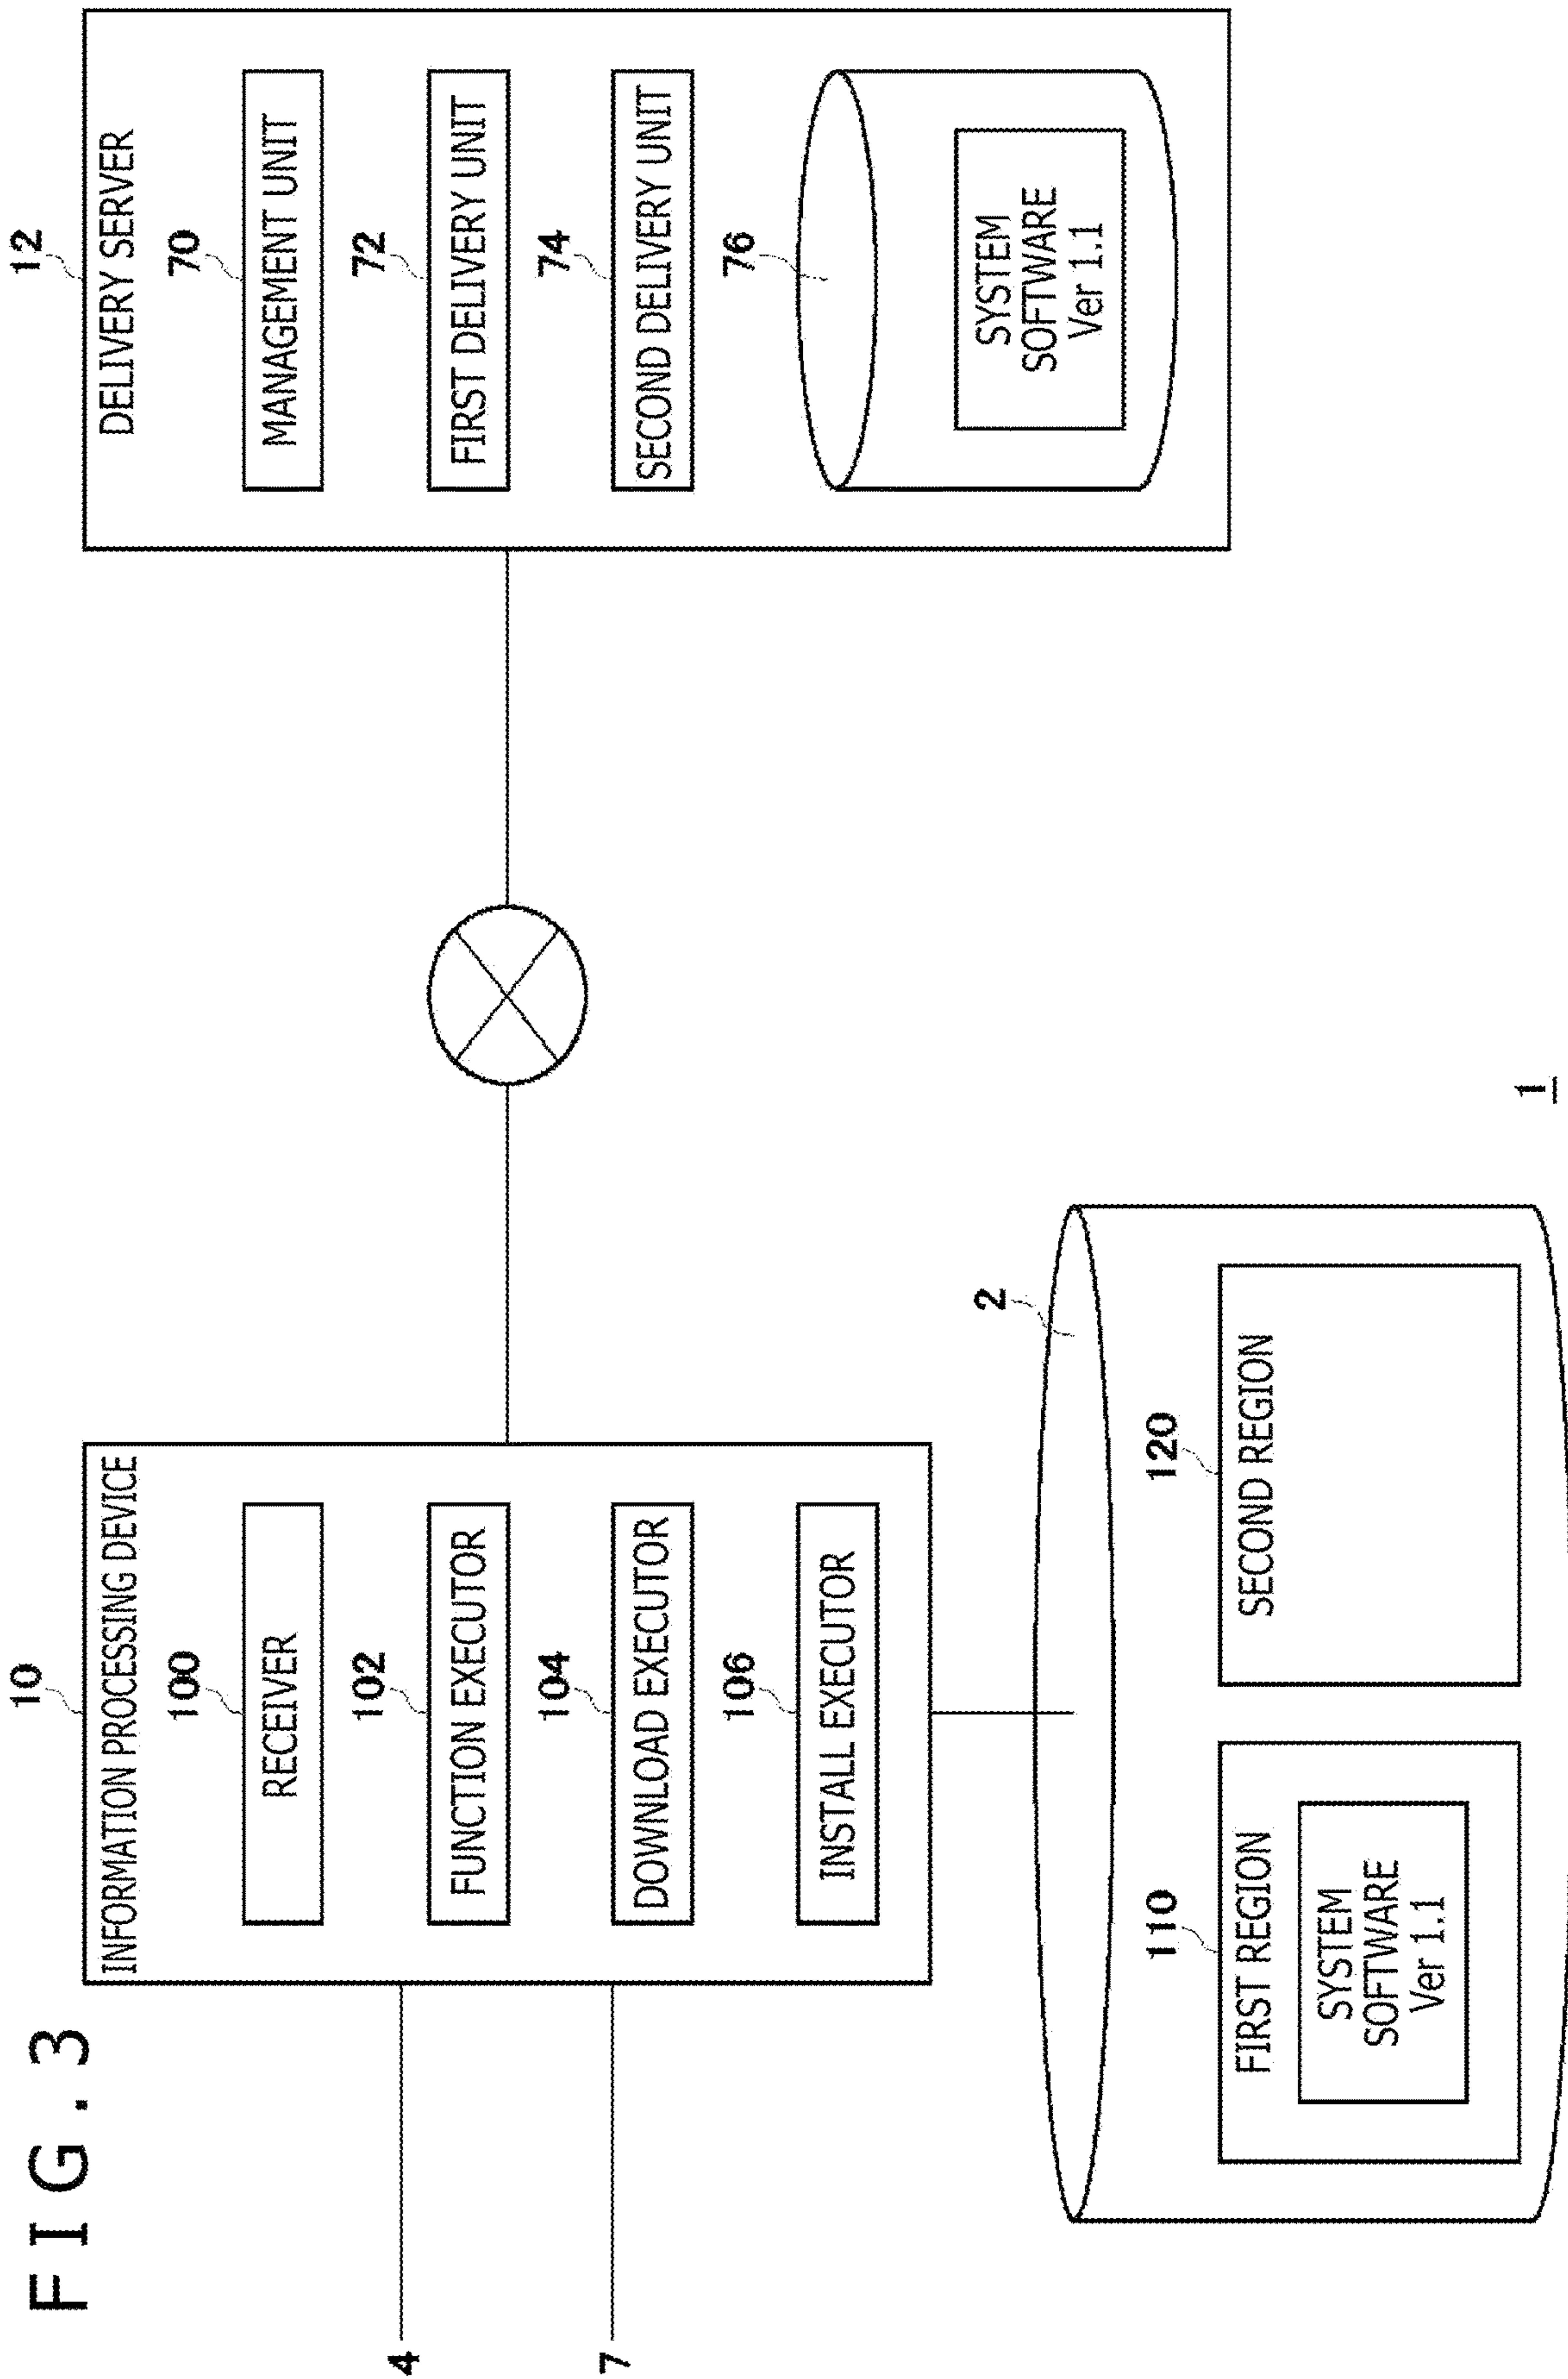 FIG.3
10
INFORMATION PROCESSING DEVICE
100
RECEIVER
102
FUNCTION EXECUTOR
104
DOWNLOAD EXECUTOR
106
INSTALL EXECUTOR
4
7
2
110
FIRST REGION
SYSTEM
SOFTWARE
Ver 1.1
120
SECOND REGION
12
DELIVERY SERVER
70
MANAGEMENT UNIT
72
FIRST DELIVERY UNIT
74
SECOND DELIVERY UNIT
76
SYSTEM
SOFTWARE
Ver 1.1
1